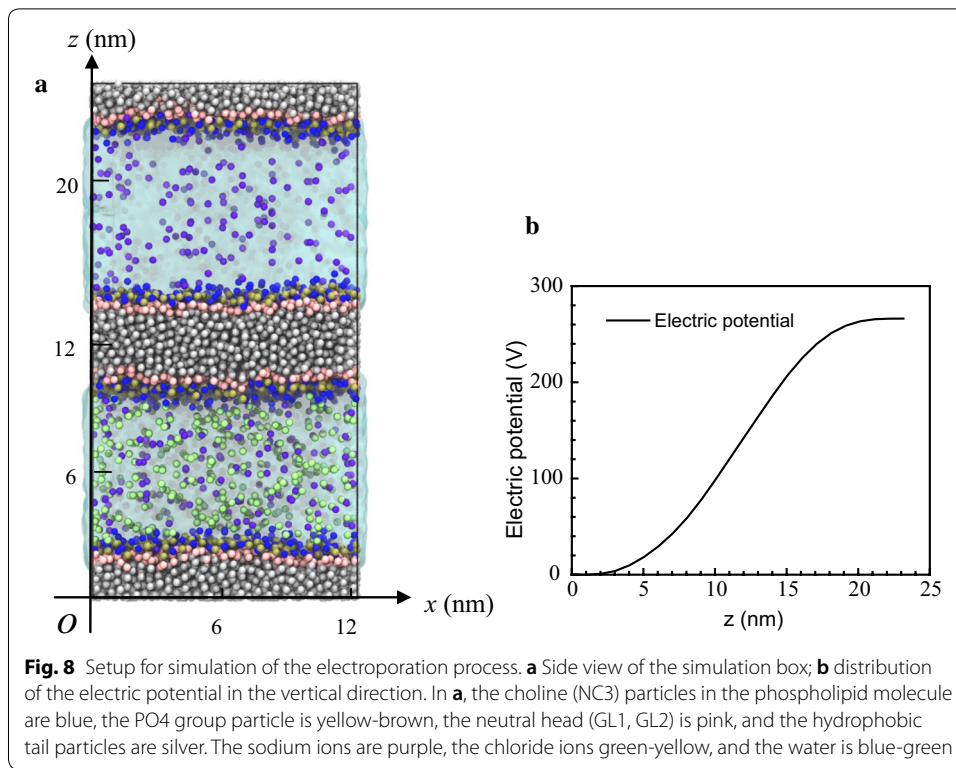 z (nm)
a
20
12
6
O
6
12
x (nm)
b
300
200
100
0
Electric potential (V)
Electric potential
0 5 10 15 20 25
z (nm)
Fig. 8 Setup for simulation of the electroporation process. a Side view of the simulation box; b distribution
of the electric potential in the vertical direction. In a, the choline (NC3) particles in the phospholipid molecule
are blue, the PO4 group particle is yellow-brown, the neutral head (GL1, GL2) is pink, and the hydrophobic
tail particles are silver. The sodium ions are purple, the chloride ions green-yellow, and the water is blue-green